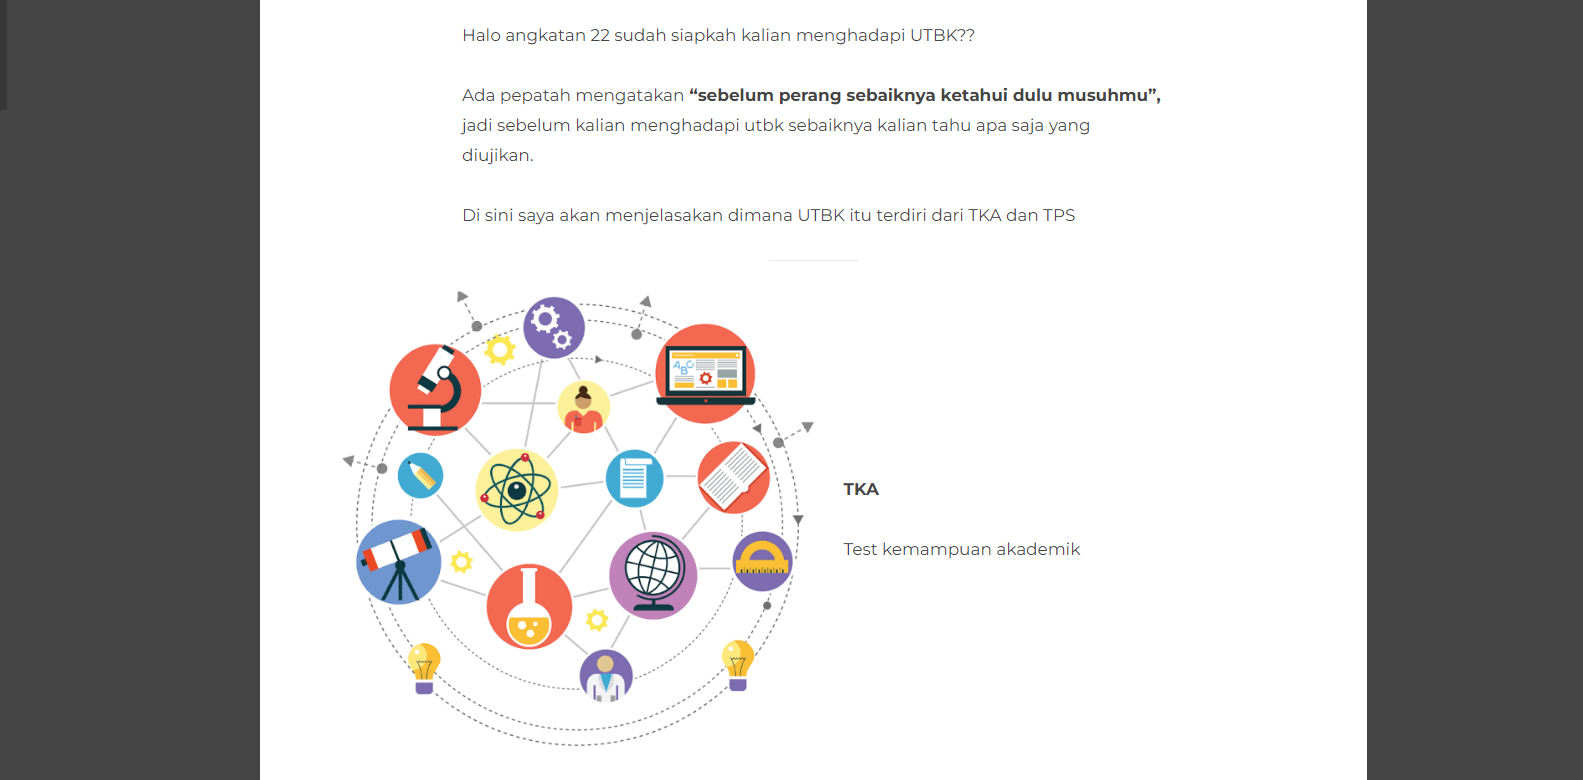 Halo angkatan 22 sudah siapkah kalian menghadapi UTBK??
Ada pepatah mengatakan “sebelum perang sebaiknya ketahui dulu musuhmu”,
jadi sebelum kalian menghadapi utbk sebaiknya kalian tahu apa saja yang
diujikan.
Di sini saya akan menjelasakan dimana UTBK itu terdiri dari TKA dan TPS
ABC
TKA
Test kemampuan akademik